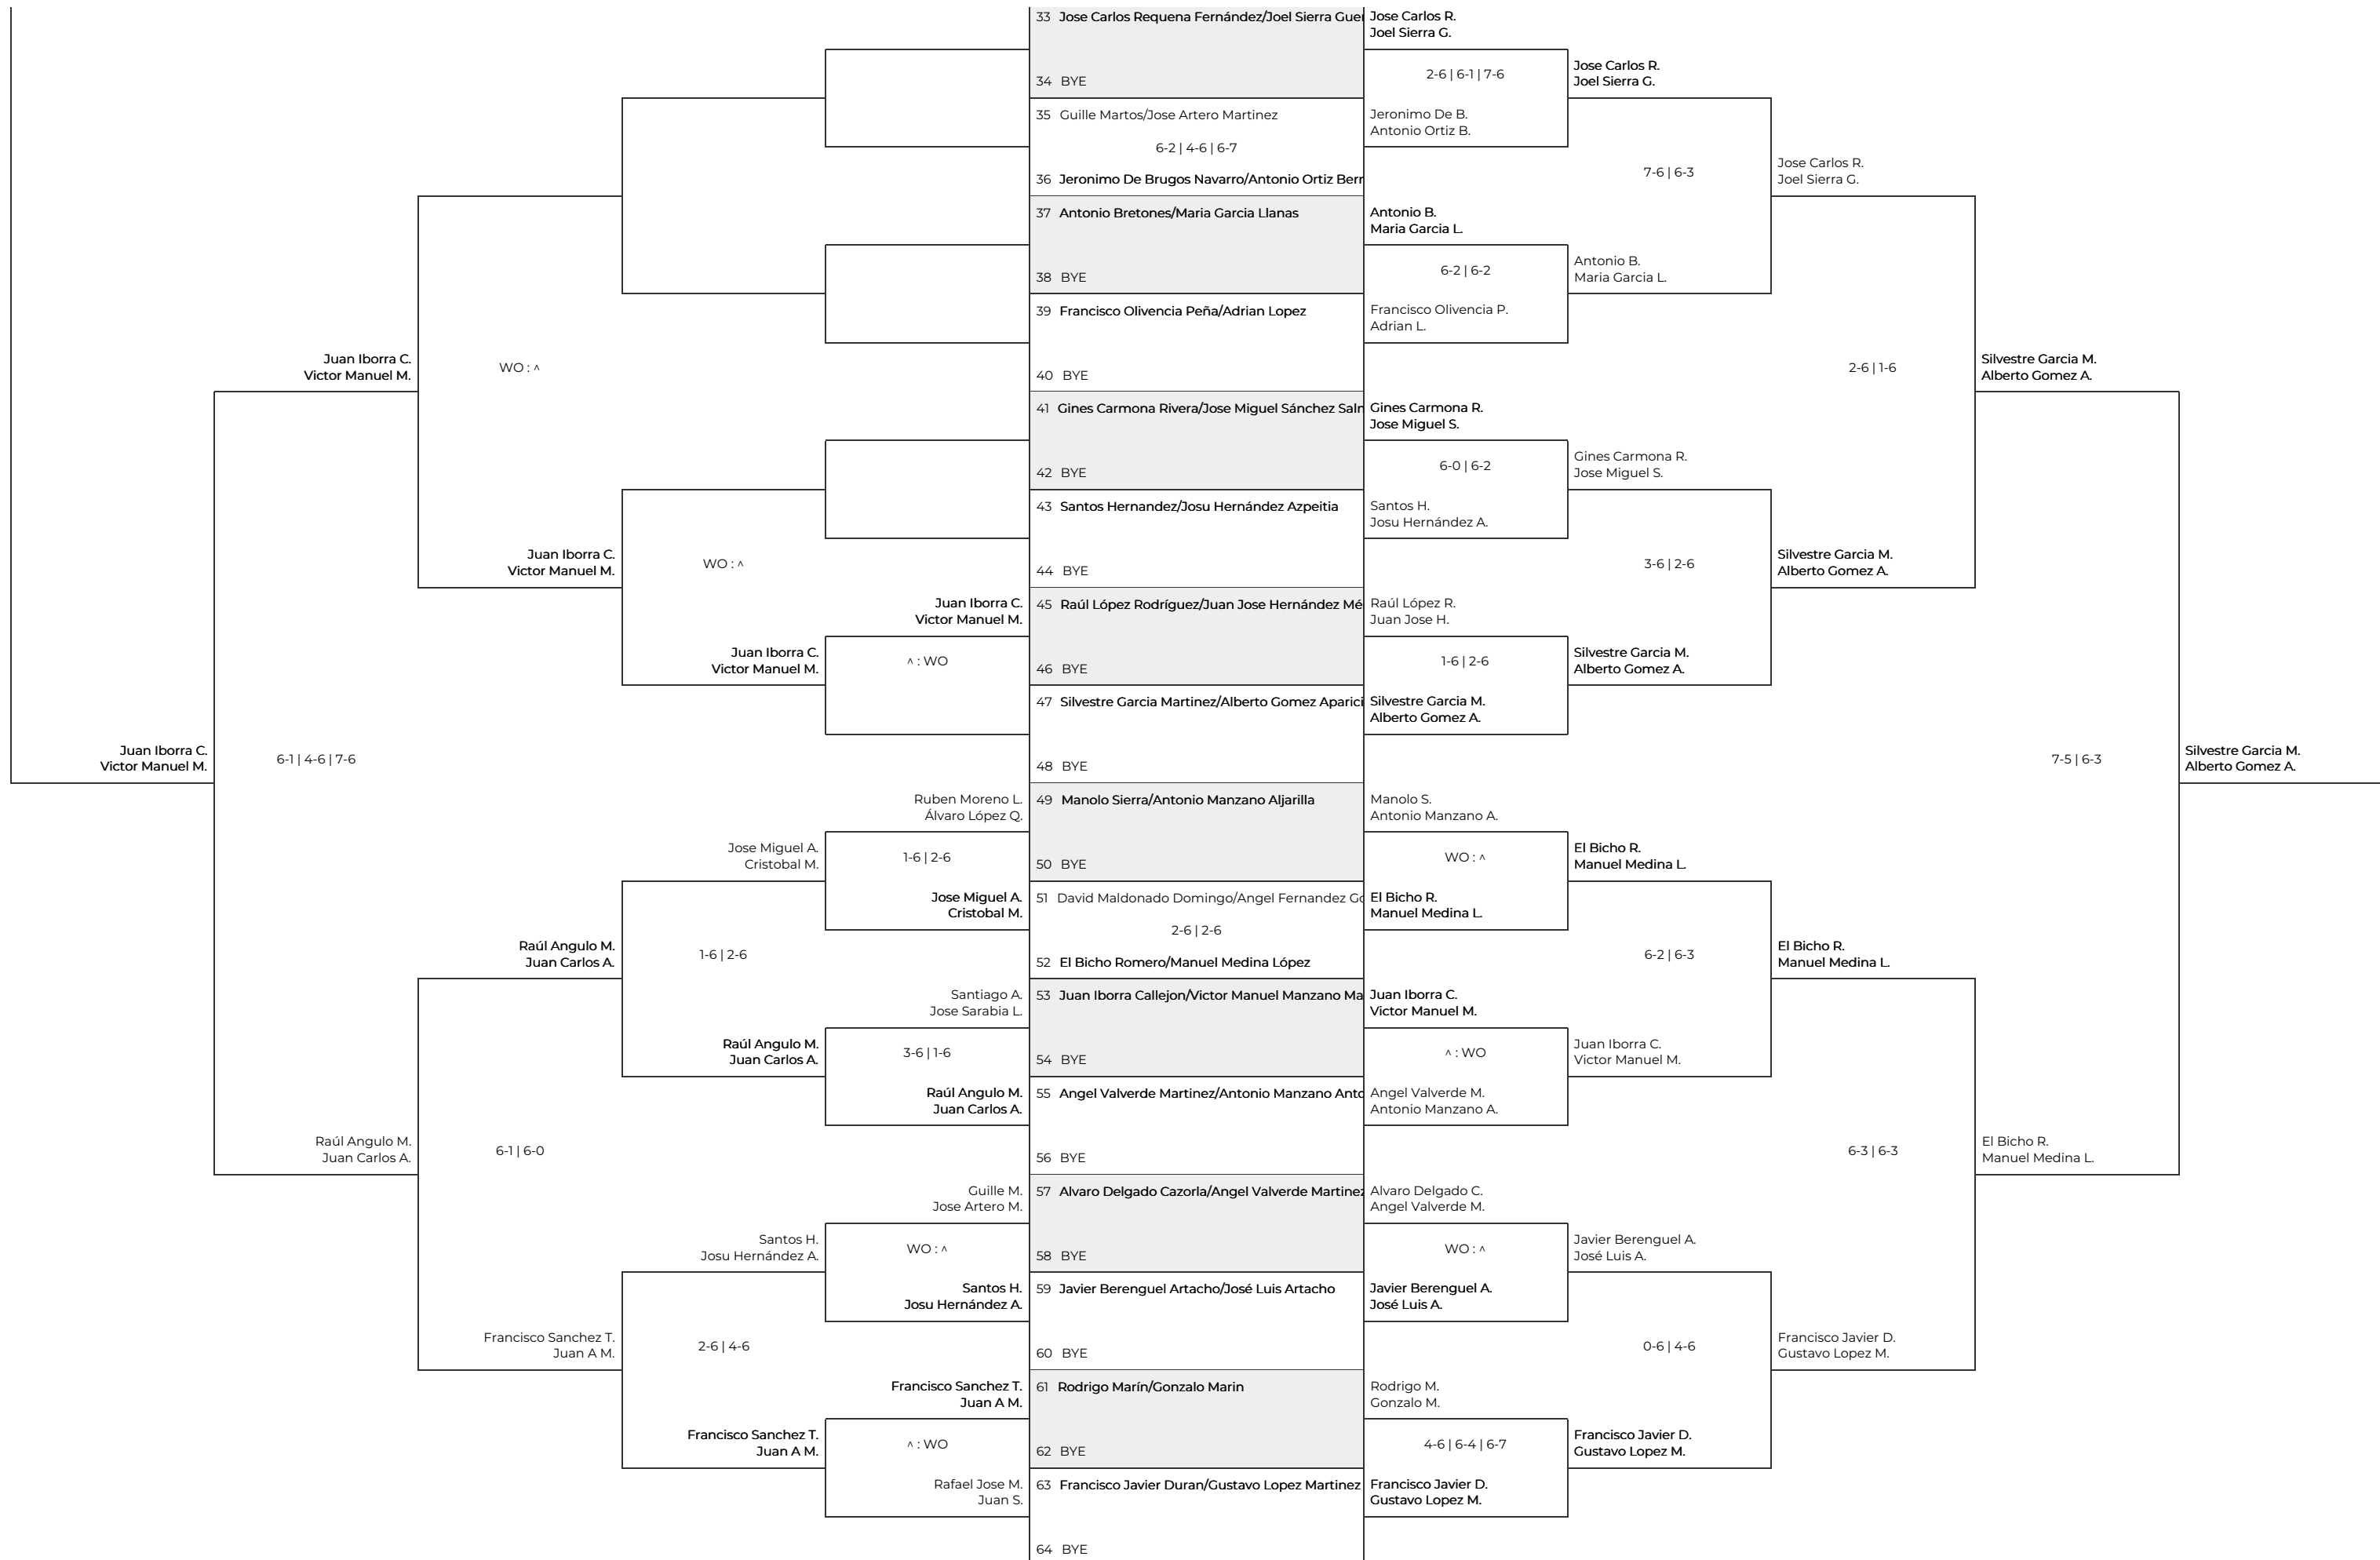 33 Jose Carlos Requena Fernández/Joel Sierra Guer
Jose Carlos R.
Joel Sierra G.
34 BYE
2-6 | 6-1 | 7-6
Jose Carlos R.
Joel Sierra G.
35 Guille Martos/Jose Artero Martinez
Jeronimo De B.
Antonio Ortiz B.
6-2 | 4-6 | 6-7
36 Jeronimo De Brugos Navarro/Antonio Ortiz Berr
7-6 | 6-3
Jose Carlos R.
Joel Sierra G.
37 Antonio Bretones/Maria Garcia Llanas
Antonio B.
Maria Garcia L.
38 BYE
6-2 | 6-2
Antonio B.
Maria Garcia L.
39 Francisco Olivencia Peña/Adrian Lopez
Francisco Olivencia P.
Adrian L.
Juan Iborra C.
Victor Manuel M.
WO : ^
40 BYE
2-6 | 1-6
Silvestre Garcia M.
Alberto Gomez A.
41 Gines Carmona Rivera/Jose Miguel Sánchez Salm
Gines Carmona R.
Jose Miguel S.
42 BYE
6-0 | 6-2
Gines Carmona R.
Jose Miguel S.
43 Santos Hernandez/Josu Hernández Azpeitia
Santos H.
Josu Hernández A.
Juan Iborra C.
Victor Manuel M.
WO : ^
44 BYE
3-6 | 2-6
Silvestre Garcia M.
Alberto Gomez A.
Juan Iborra C.
Victor Manuel M.
45 Raúl López Rodríguez/Juan Jose Hernández Mé
Raúl López R.
Juan Jose H.
Juan Iborra C.
Victor Manuel M.
^ : WO
46 BYE
1-6 | 2-6
Silvestre Garcia M.
Alberto Gomez A.
47 Silvestre Garcia Martinez/Alberto Gomez Aparici
Silvestre Garcia M.
Alberto Gomez A.
Juan Iborra C.
Victor Manuel M.
6-1 | 4-6 | 7-6
48 BYE
7-5 | 6-3
Silvestre Garcia M.
Alberto Gomez A.
Ruben Moreno L.
Álvaro López Q.
49 Manolo Sierra/Antonio Manzano Aljarilla
Manolo S.
Antonio Manzano A.
Jose Miguel A.
Cristobal M.
1-6 | 2-6
50 BYE
WO : ^
El Bicho R.
Manuel Medina L.
Jose Miguel A.
Cristobal M.
51 David Maldonado Domingo/Angel Fernandez Go
El Bicho R.
Manuel Medina L.
2-6 | 2-6
Raúl Angulo M.
Juan Carlos A.
1-6 | 2-6
52 El Bicho Romero/Manuel Medina López
6-2 | 6-3
El Bicho R.
Manuel Medina L.
Santiago A.
Jose Sarabia L.
53 Juan Iborra Callejon/Victor Manuel Manzano Ma
Juan Iborra C.
Victor Manuel M.
Raúl Angulo M.
Juan Carlos A.
3-6 | 1-6
54 BYE
^ : WO
Juan Iborra C.
Victor Manuel M.
Raúl Angulo M.
Juan Carlos A.
55 Angel Valverde Martinez/Antonio Manzano Anto
Angel Valverde M.
Antonio Manzano A.
Raúl Angulo M.
Juan Carlos A.
6-1 | 6-0
56 BYE
6-3 | 6-3
El Bicho R.
Manuel Medina L.
Guille M.
Jose Artero M.
57 Alvaro Delgado Cazorla/Angel Valverde Martinez
Alvaro Delgado C.
Angel Valverde M.
Santos H.
Josu Hernández A.
WO : ^
58 BYE
WO : ^
Javier Berenguel A.
José Luis A.
Santos H.
Josu Hernández A.
59 Javier Berenguel Artacho/José Luis Artacho
Javier Berenguel A.
José Luis A.
Francisco Sanchez T.
Juan A M.
2-6 | 4-6
60 BYE
0-6 | 4-6
Francisco Javier D.
Gustavo Lopez M.
Francisco Sanchez T.
Juan A M.
61 Rodrigo Marín/Gonzalo Marin
Rodrigo M.
Gonzalo M.
Francisco Sanchez T.
Juan A M.
^ : WO
62 BYE
4-6 | 6-4 | 6-7
Francisco Javier D.
Gustavo Lopez M.
Rafael Jose M.
Juan S.
63 Francisco Javier Duran/Gustavo Lopez Martinez
Francisco Javier D.
Gustavo Lopez M.
64 BYE